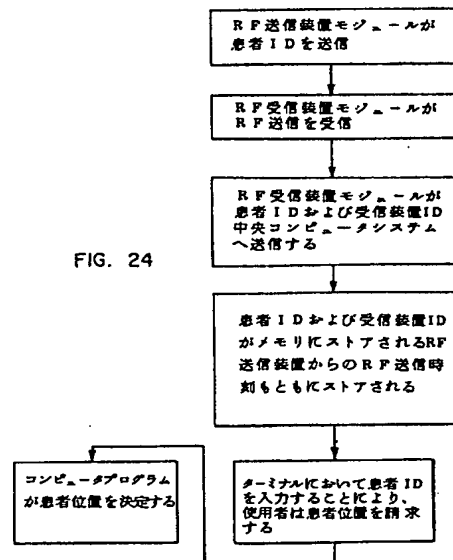 RF送信装置モジュールが
患者IDを送信
RF受信装置モジュールが
RF送信を受信
RF受信装置モジュールが
患者IDおよび受信装置ID
中央コンピュータシステム
へ送信する
FIG. 24
患者IDおよび受信装置ID
がメモリにストアされるRF
送信装置からのRF送信時
刻もともにストアされる
コンピュータプログラム
が患者位置を決定する
ターミナルにおいて患者ID
を入力することにより、
使用者は患者位置を請求
する